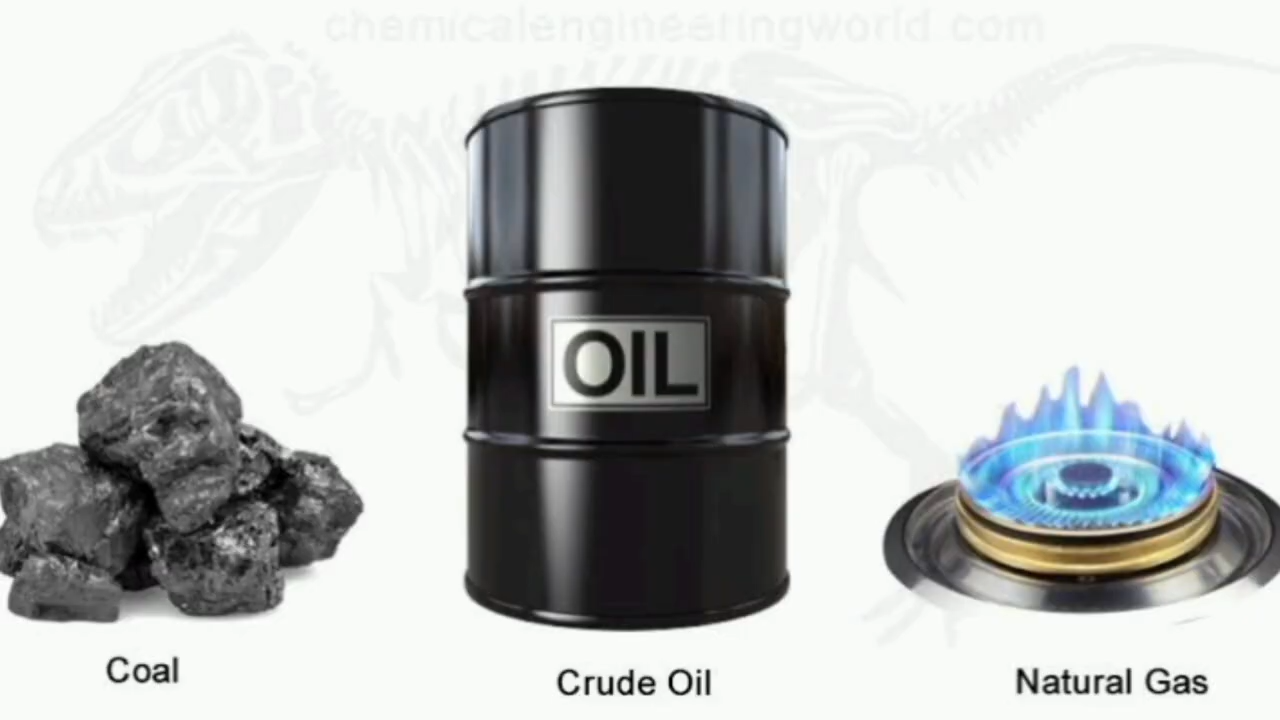 chemicalengineeringworld.com
OIL
Coal
Crude Oil
Natural Gas